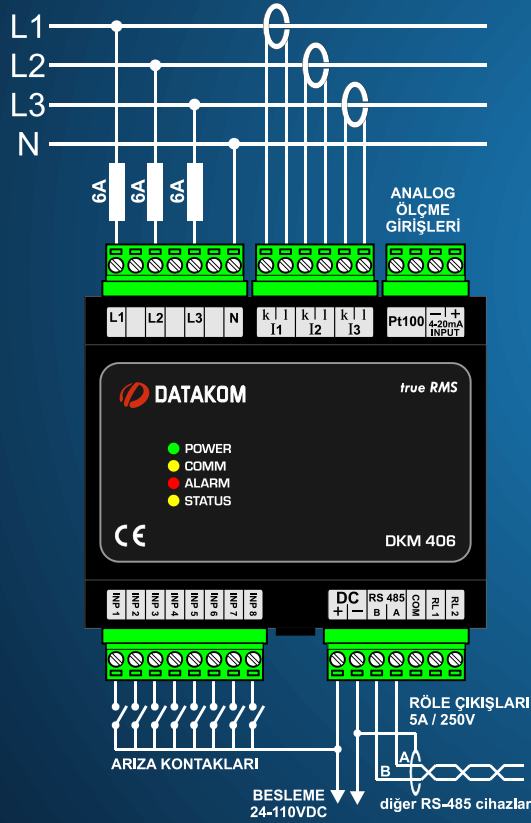 L1
L2
L3
N
6A
6A
6A
ANALOG
ÖLÇME
GİRİŞLERİ
L1 L2 L3 N
k l k l k l
I1 I2 I3
Pt100
− +
4-20mA
INPUT
DATAKOM
true RMS
POWER
COMM
ALARM
STATUS
CE
DKM 406
INP 1
INP 2
INP 3
INP 4
INP 5
INP 6
INP 7
INP 8
DC
+ −
RS 485
B A
COM
RL 1
RL 2
RÖLE ÇIKIŞLARI
5A / 250V
A
B
ARIZA KONTAKLARI
BESLEME
24-110VDC
diğer RS-485 cihazlar